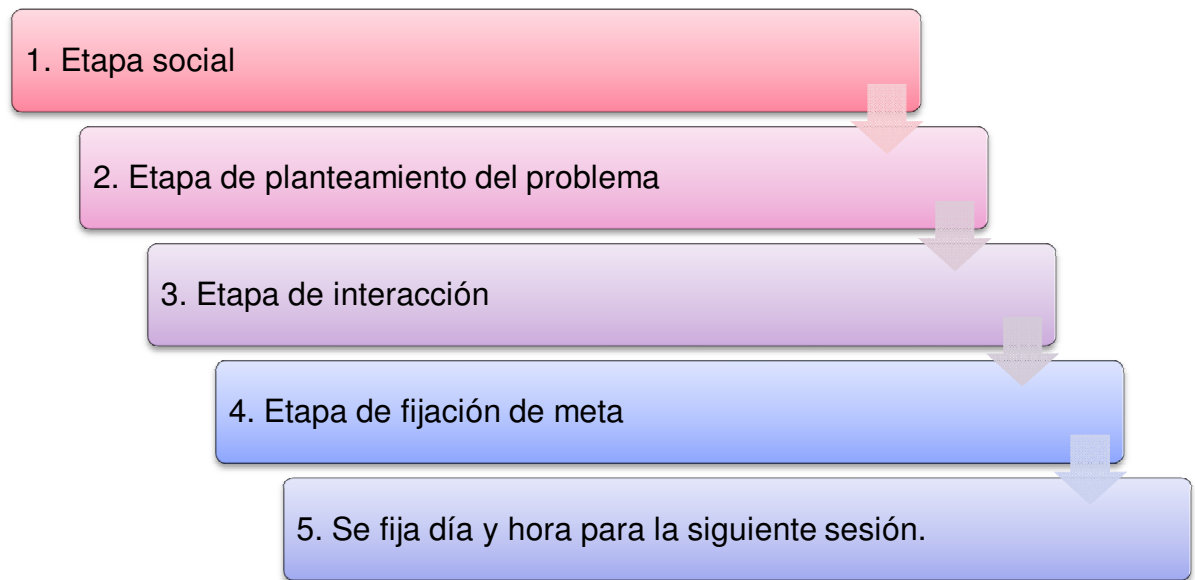 1. Etapa social
2. Etapa de planteamiento del problema
3. Etapa de interacción
4. Etapa de fijación de meta
5. Se fija día y hora para la siguiente sesión.